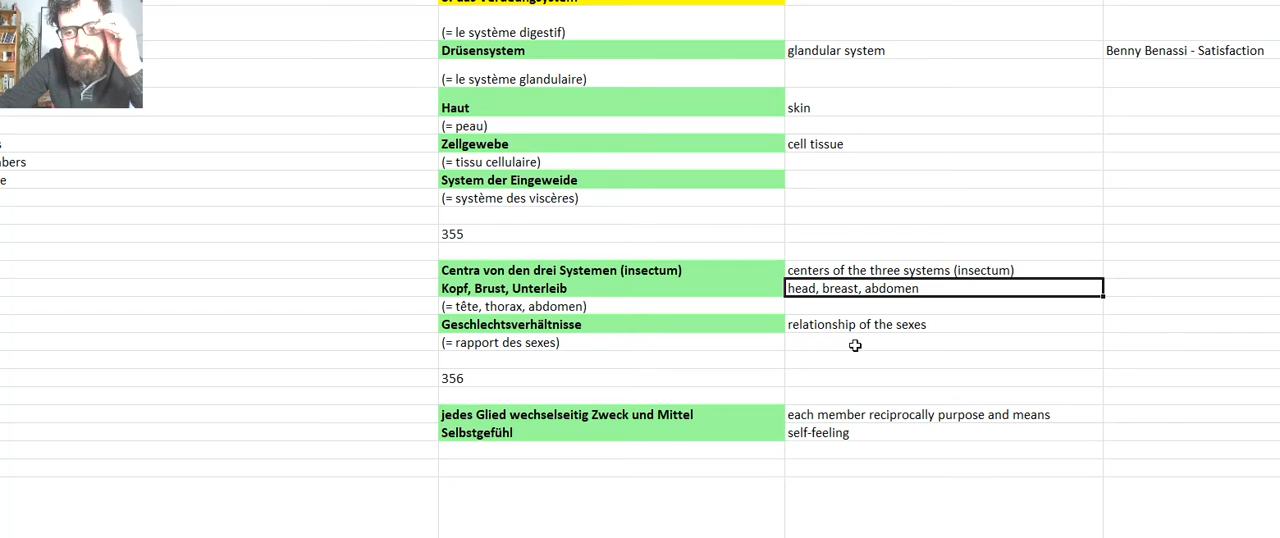 (= le système digestif)
Drüsensystem glandular system Benny Benassi - Satisfaction
(= le système glandulaire)
Haut skin
(= peau)
Zellgewebe cell tissue
(= tissu cellulaire)
System der Eingeweide
(= système des viscères)
355
Centra von den drei Systemen (insectum) centers of the three systems (insectum)
Kopf, Brust, Unterleib head, breast, abdomen
(= tête, thorax, abdomen)
Geschlechtsverhältnisse relationship of the sexes
(= rapport des sexes)
356
jedes Glied wechselseitig Zweck und Mittel each member reciprocally purpose and means
Selbstgefühl self-feeling